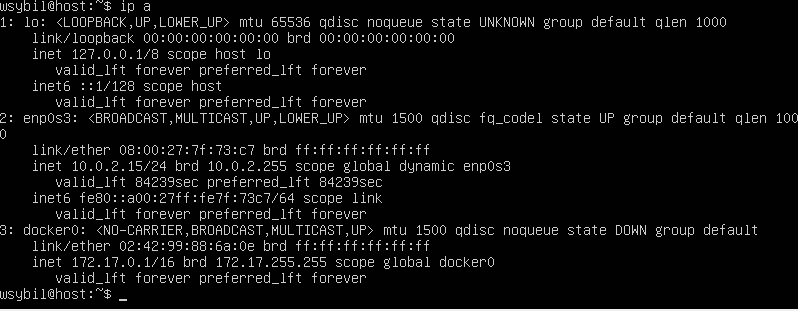 wsybil@host:~$ ip a
1: lo: <LOOPBACK,UP,LOWER_UP> mtu 65536 qdisc noqueue state UNKNOWN group default qlen 1000
    link/loopback 00:00:00:00:00:00 brd 00:00:00:00:00:00
    inet 127.0.0.1/8 scope host lo
       valid_lft forever preferred_lft forever
    inet6 ::1/128 scope host
       valid_lft forever preferred_lft forever
2: enp0s3: <BROADCAST,MULTICAST,UP,LOWER_UP> mtu 1500 qdisc fq_codel state UP group default qlen 100
0
    link/ether 08:00:27:7f:73:c7 brd ff:ff:ff:ff:ff:ff
    inet 10.0.2.15/24 brd 10.0.2.255 scope global dynamic enp0s3
       valid_lft 84239sec preferred_lft 84239sec
    inet6 fe80::a00:27ff:fe7f:73c7/64 scope link
       valid_lft forever preferred_lft forever
3: docker0: <NO-CARRIER,BROADCAST,MULTICAST,UP> mtu 1500 qdisc noqueue state DOWN group default
    link/ether 02:42:99:88:6a:0e brd ff:ff:ff:ff:ff:ff
    inet 172.17.0.1/16 brd 172.17.255.255 scope global docker0
       valid_lft forever preferred_lft forever
wsybil@host:~$ _